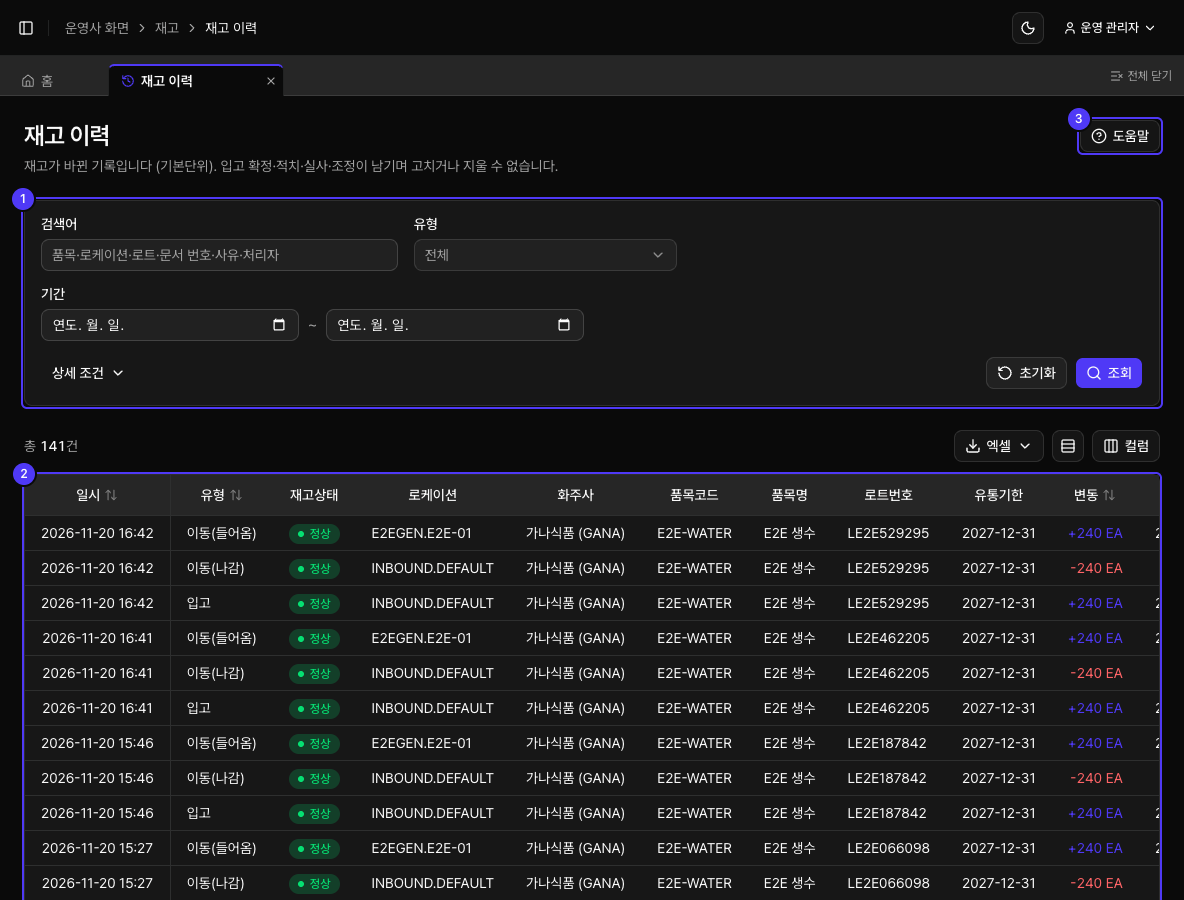 운영사 화면 > 재고 > 재고 이력
운영 관리자
홈
재고 이력
전체 닫기
재고 이력
3
도움말
재고가 바뀐 기록입니다 (기본단위). 입고 확정·적치·실사·조정이 남기며 고치거나 지울 수 없습니다.
1
검색어 유형
품목·로케이션·로트·문서 번호·사유·처리자 전체
기간
연도. 월. 일. ~ 연도. 월. 일.
상세 조건 초기화 조회
총 141건 엑셀 컬럼
2
일시 유형 재고상태 로케이션 화주사 품목코드 품목명 로트번호 유통기한 변동
2026-11-20 16:42 이동(들어옴) 정상 E2EGEN.E2E-01 가나식품 (GANA) E2E-WATER E2E 생수 LE2E529295 2027-12-31 +240 EA
2026-11-20 16:42 이동(나감) 정상 INBOUND.DEFAULT 가나식품 (GANA) E2E-WATER E2E 생수 LE2E529295 2027-12-31 -240 EA
2026-11-20 16:42 입고 정상 INBOUND.DEFAULT 가나식품 (GANA) E2E-WATER E2E 생수 LE2E529295 2027-12-31 +240 EA
2026-11-20 16:41 이동(들어옴) 정상 E2EGEN.E2E-01 가나식품 (GANA) E2E-WATER E2E 생수 LE2E462205 2027-12-31 +240 EA
2026-11-20 16:41 이동(나감) 정상 INBOUND.DEFAULT 가나식품 (GANA) E2E-WATER E2E 생수 LE2E462205 2027-12-31 -240 EA
2026-11-20 16:41 입고 정상 INBOUND.DEFAULT 가나식품 (GANA) E2E-WATER E2E 생수 LE2E462205 2027-12-31 +240 EA
2026-11-20 15:46 이동(들어옴) 정상 E2EGEN.E2E-01 가나식품 (GANA) E2E-WATER E2E 생수 LE2E187842 2027-12-31 +240 EA
2026-11-20 15:46 이동(나감) 정상 INBOUND.DEFAULT 가나식품 (GANA) E2E-WATER E2E 생수 LE2E187842 2027-12-31 -240 EA
2026-11-20 15:46 입고 정상 INBOUND.DEFAULT 가나식품 (GANA) E2E-WATER E2E 생수 LE2E187842 2027-12-31 +240 EA
2026-11-20 15:27 이동(들어옴) 정상 E2EGEN.E2E-01 가나식품 (GANA) E2E-WATER E2E 생수 LE2E066098 2027-12-31 +240 EA
2026-11-20 15:27 이동(나감) 정상 INBOUND.DEFAULT 가나식품 (GANA) E2E-WATER E2E 생수 LE2E066098 2027-12-31 -240 EA